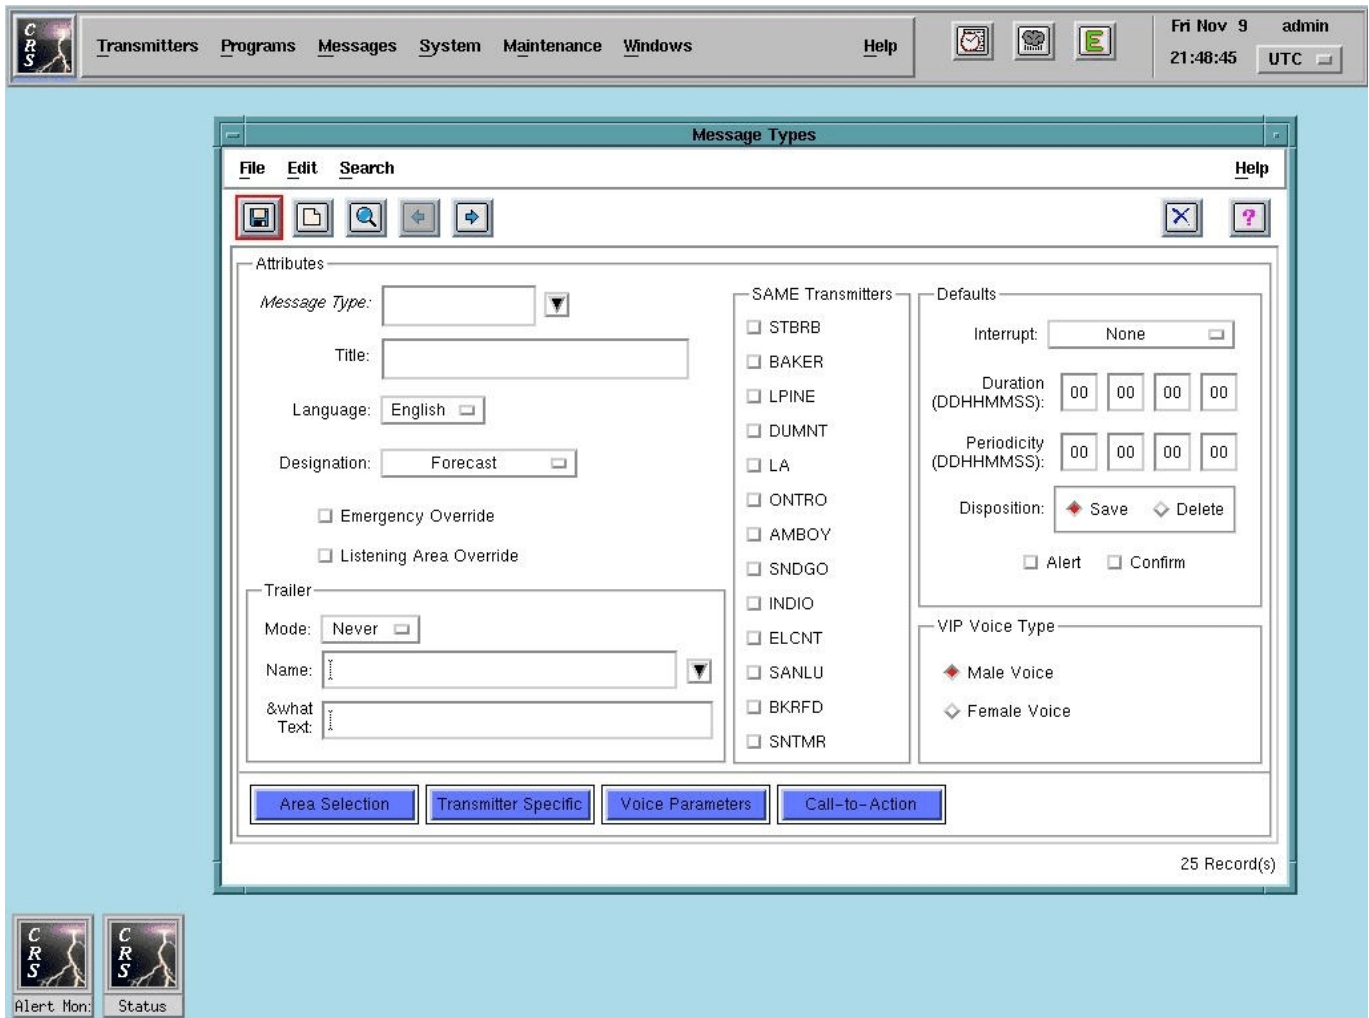 CRS
Transmitters Programs Messages System Maintenance Windows Help
E
Fri Nov 9 admin
21:48:45 UTC
Message Types
File Edit Search Help
?
Attributes
Message Type:
Title:
Language: English
Designation: Forecast
Emergency Override
Listening Area Override
Trailer
Mode: Never
Name:
&what
Text:
SAME Transmitters
STBRB
BAKER
LPINE
DUMNT
LA
ONTRO
AMBOY
SNDGO
INDIO
ELCNT
SANLU
BKRFD
SNTMR
Defaults
Interrupt: None
Duration
(DDHHMMSS): 00 00 00 00
Periodicity
(DDHHMMSS): 00 00 00 00
Disposition: Save Delete
Alert Confirm
VIP Voice Type
Male Voice
Female Voice
Area Selection Transmitter Specific Voice Parameters Call-to-Action
25 Record(s)
CRS
Alert Mon:
CRS
Status